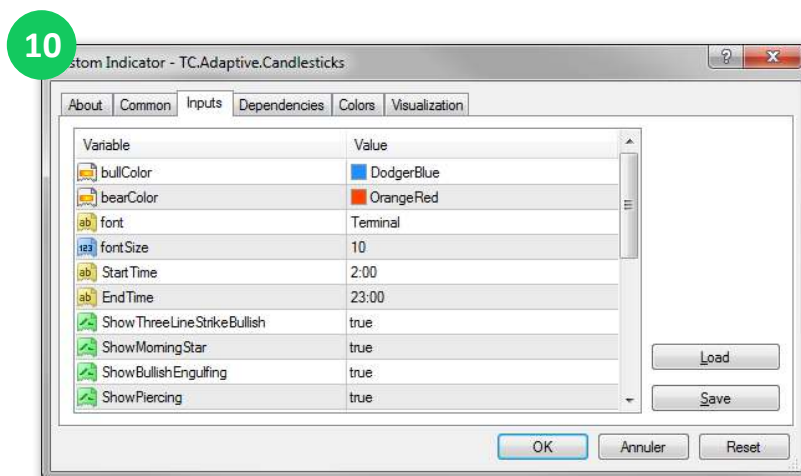 10
stom Indicator - TC.Adaptive.Candlesticks
About Common Inputs Dependencies Colors Visualization
Variable Value
bullColor DodgerBlue
bearColor OrangeRed
ab font Terminal
123 fontSize 10
ab StartTime 2:00
ab EndTime 23:00
ShowThreeLineStrikeBullish true
ShowMorningStar true
ShowBullishEngulfing true
ShowPiercing true
Load
Save
OK Annuler Reset